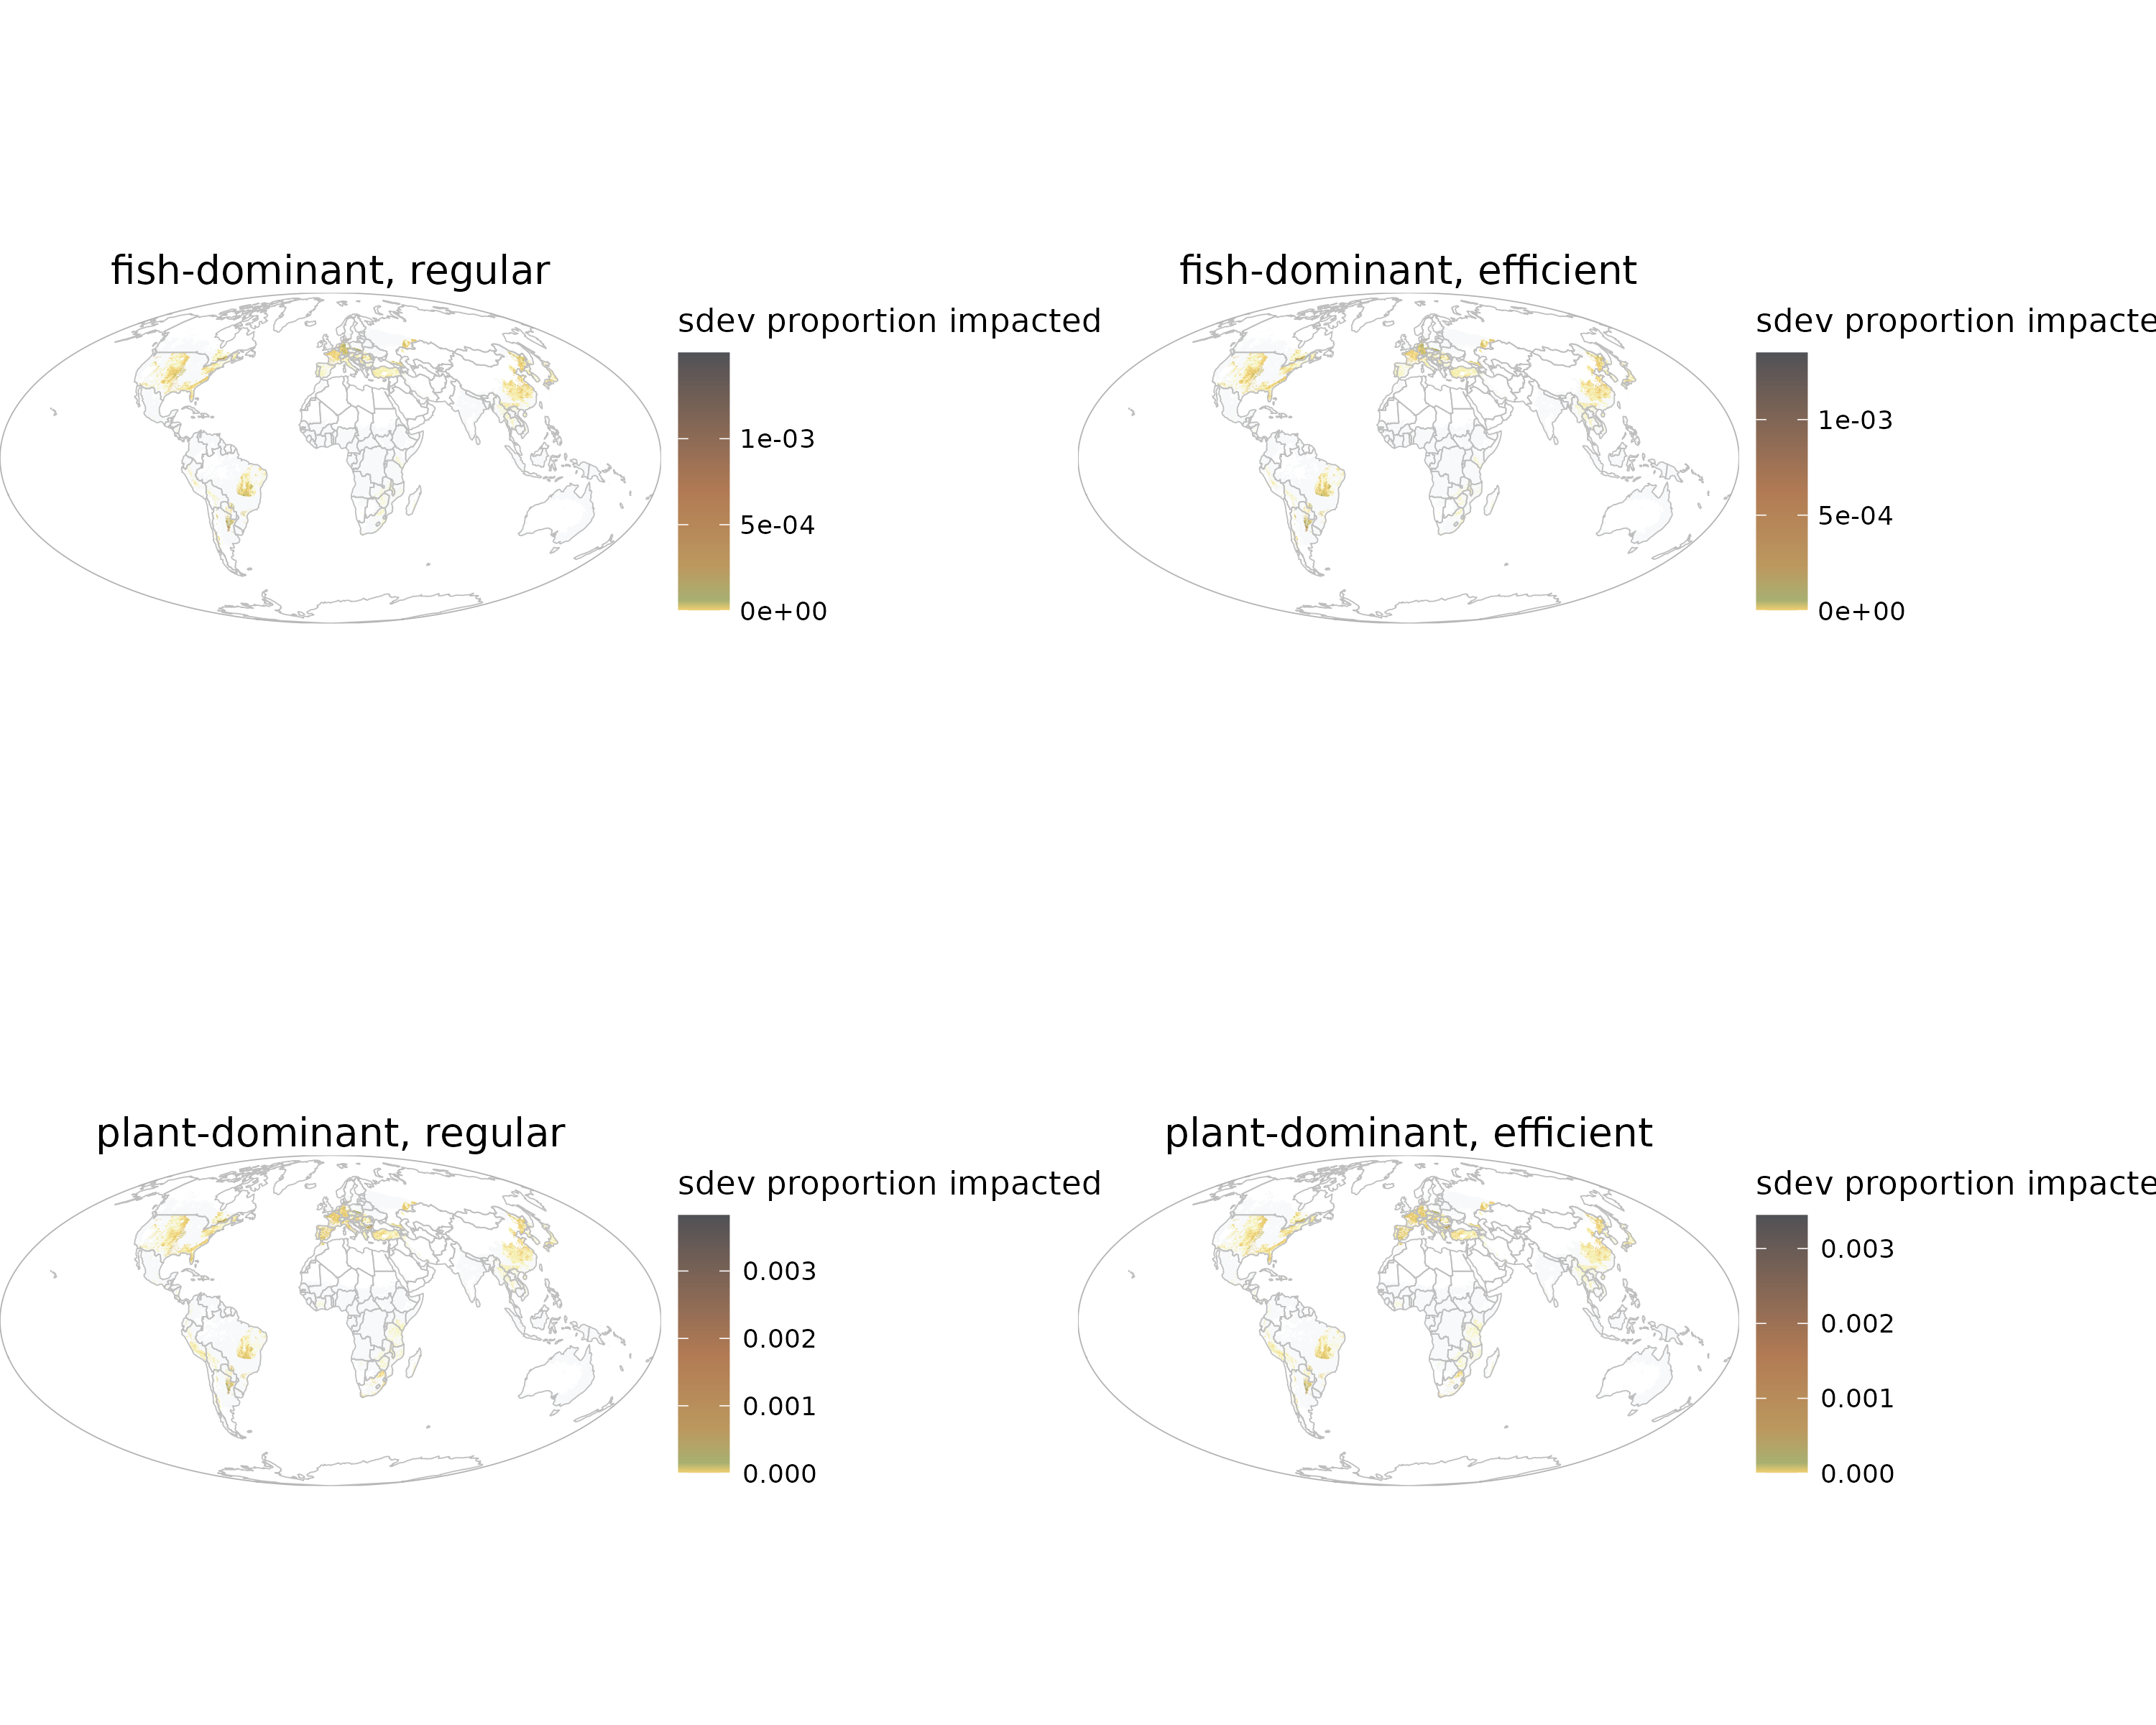 fish-dominant, regular
sdev proportion impacted
1e-03
5e-04
0e+00
fish-dominant, efficient
sdev proportion impacte
1e-03
5e-04
0e+00
plant-dominant, regular
sdev proportion impacted
0.003
0.002
0.001
0.000
plant-dominant, efficient
sdev proportion impacte
0.003
0.002
0.001
0.000